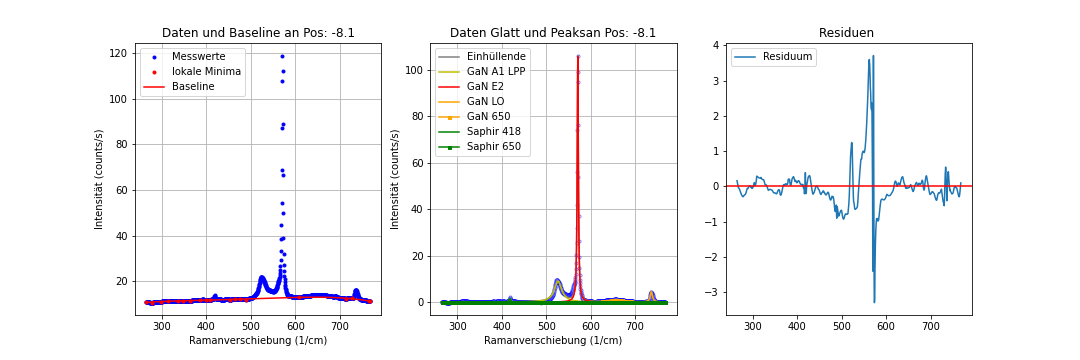 Daten und Baseline an Pos: -8.1
Messwerte
lokale Minima
Baseline
120
100
80
60
40
20
Intensität (counts/s)
300 400 500 600 700
Ramanverschiebung (1/cm)
Daten Glatt und Peaksan Pos: -8.1
Einhüllende
GaN A1 LPP
GaN E2
GaN LO
GaN 650
Saphir 418
Saphir 650
100
80
60
40
20
0
Intensität (counts/s)
300 400 500 600 700
Ramanverschiebung (1/cm)
Residuen
Residuum
4
3
2
1
0
−1
−2
−3
300 400 500 600 700